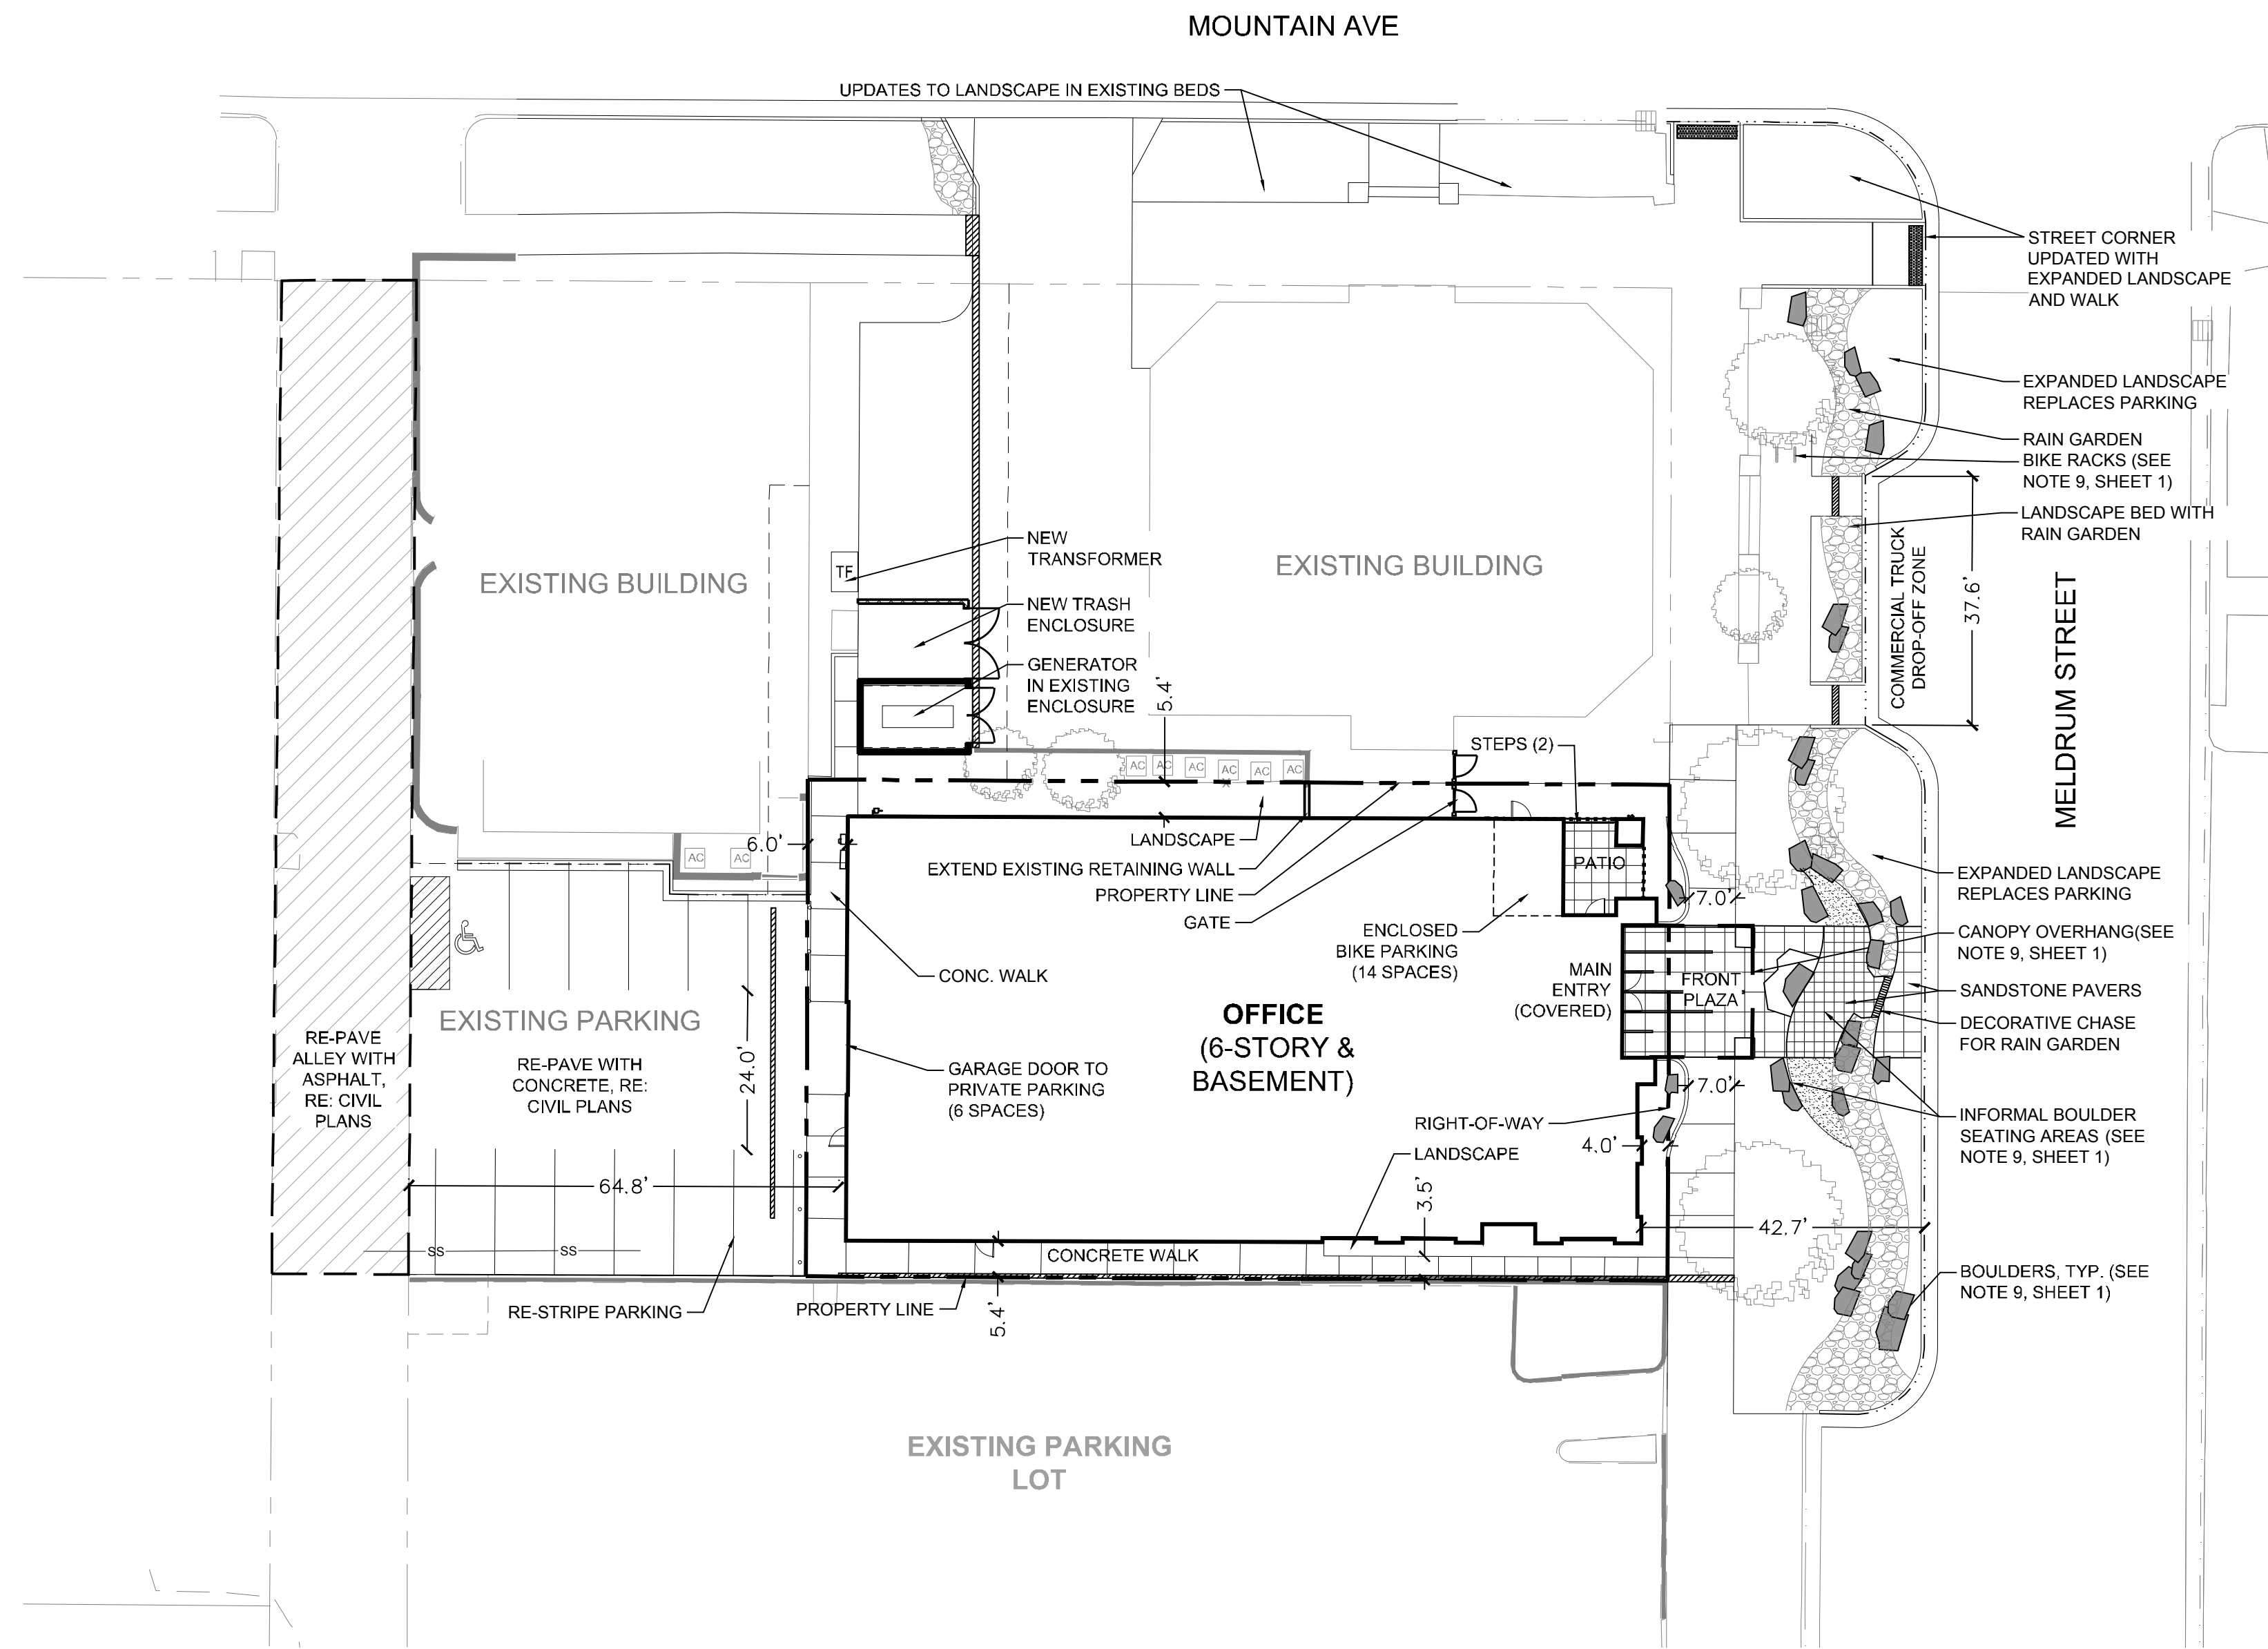 MOUNTAIN AVE
UPDATES TO LANDSCAPE IN EXISTING BEDS
STREET CORNER
UPDATED WITH
EXPANDED LANDSCAPE
AND WALK
EXPANDED LANDSCAPE
REPLACES PARKING
RAIN GARDEN
BIKE RACKS (SEE
NOTE 9, SHEET 1)
LANDSCAPE BED WITH
RAIN GARDEN
COMMERCIAL TRUCK
DROP-OFF ZONE
37.6'
MELDRUM STREET
EXISTING BUILDING
EXISTING BUILDING
TF
NEW
TRANSFORMER
NEW TRASH
ENCLOSURE
GENERATOR
IN EXISTING
ENCLOSURE
5.4'
STEPS (2)
AC
AC
AC
AC
AC
AC
AC
AC
6.0'
LANDSCAPE
EXTEND EXISTING RETAINING WALL
PROPERTY LINE
GATE
PATIO
7.0'
ENCLOSED
BIKE PARKING
(14 SPACES)
MAIN
ENTRY
(COVERED)
FRONT
PLAZA
EXPANDED LANDSCAPE
REPLACES PARKING
CANOPY OVERHANG(SEE
NOTE 9, SHEET 1)
SANDSTONE PAVERS
DECORATIVE CHASE
FOR RAIN GARDEN
INFORMAL BOULDER
SEATING AREAS (SEE
NOTE 9, SHEET 1)
BOULDERS, TYP. (SEE
NOTE 9, SHEET 1)
CONC. WALK
OFFICE
(6-STORY &
BASEMENT)
EXISTING PARKING
RE-PAVE WITH
CONCRETE, RE:
CIVIL PLANS
24.0'
RE-PAVE
ALLEY WITH
ASPHALT,
RE: CIVIL
PLANS
GARAGE DOOR TO
PRIVATE PARKING
(6 SPACES)
7.0'
RIGHT-OF-WAY
4.0'
LANDSCAPE
64.8'
3.5'
42.7'
SS
SS
CONCRETE WALK
RE-STRIPE PARKING
PROPERTY LINE
5.4'
EXISTING PARKING
LOT